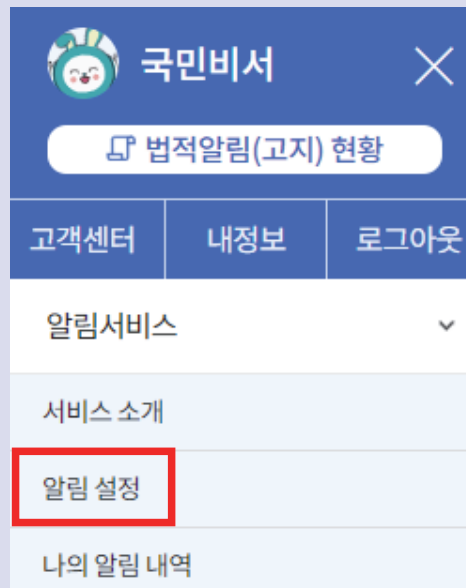 국민비서
법적알림(고지) 현황
고객센터 내정보 로그아웃
알림서비스
서비스 소개
알림 설정
나의 알림 내역